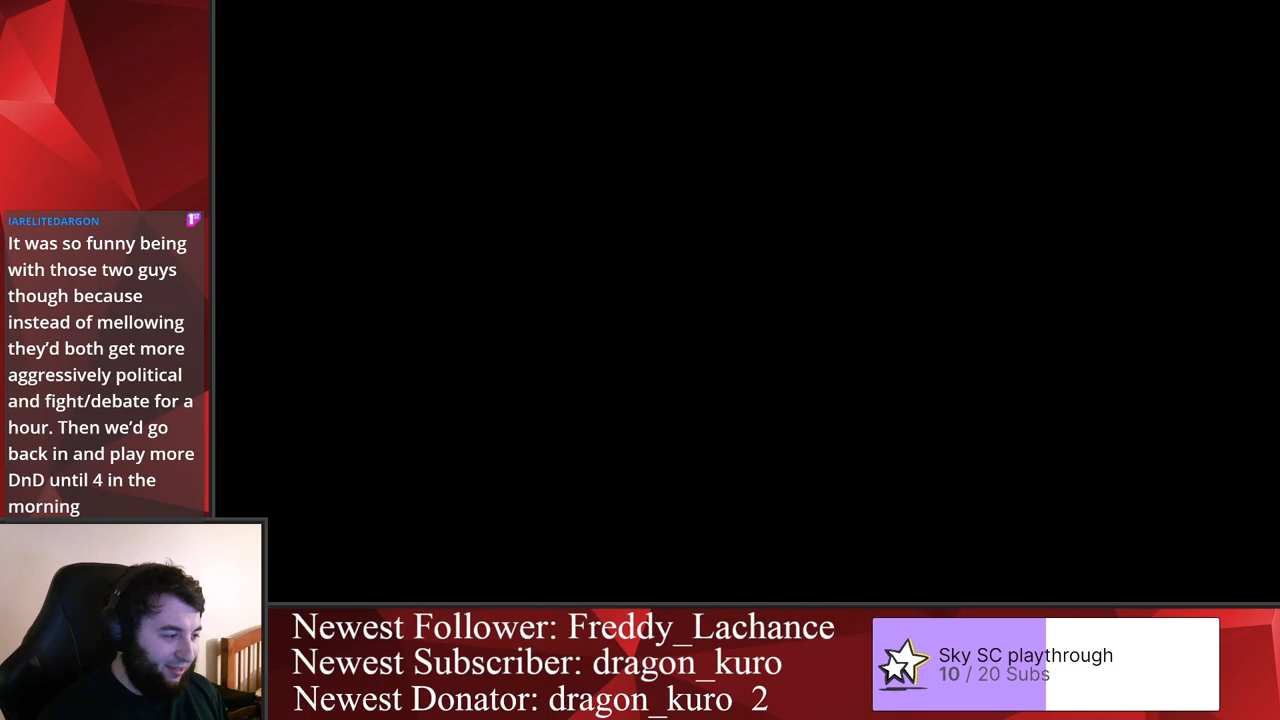 IARELITEDARGON
1ST
It was so funny being
with those two guys
though because
instead of mellowing
they’d both get more
aggressively political
and fight/debate for a
hour. Then we’d go
back in and play more
DnD until 4 in the
morning
Newest Follower: Freddy_Lachance
Newest Subscriber: dragon_kuro
Newest Donator: dragon_kuro 2
Sky SC playthrough
10 / 20 Subs